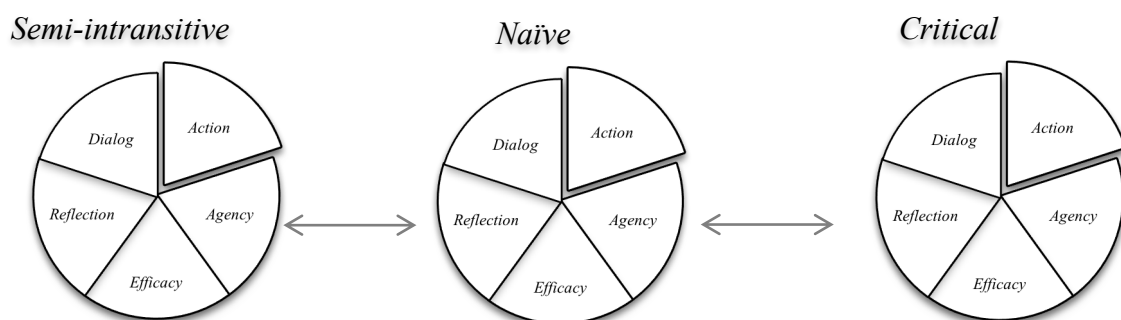 Semi-intransitive
Naïve
Critical
Dialog
Action
Reflection
Agency
Efficacy
Dialog
Action
Reflection
Agency
Efficacy
Dialog
Action
Reflection
Agency
Efficacy